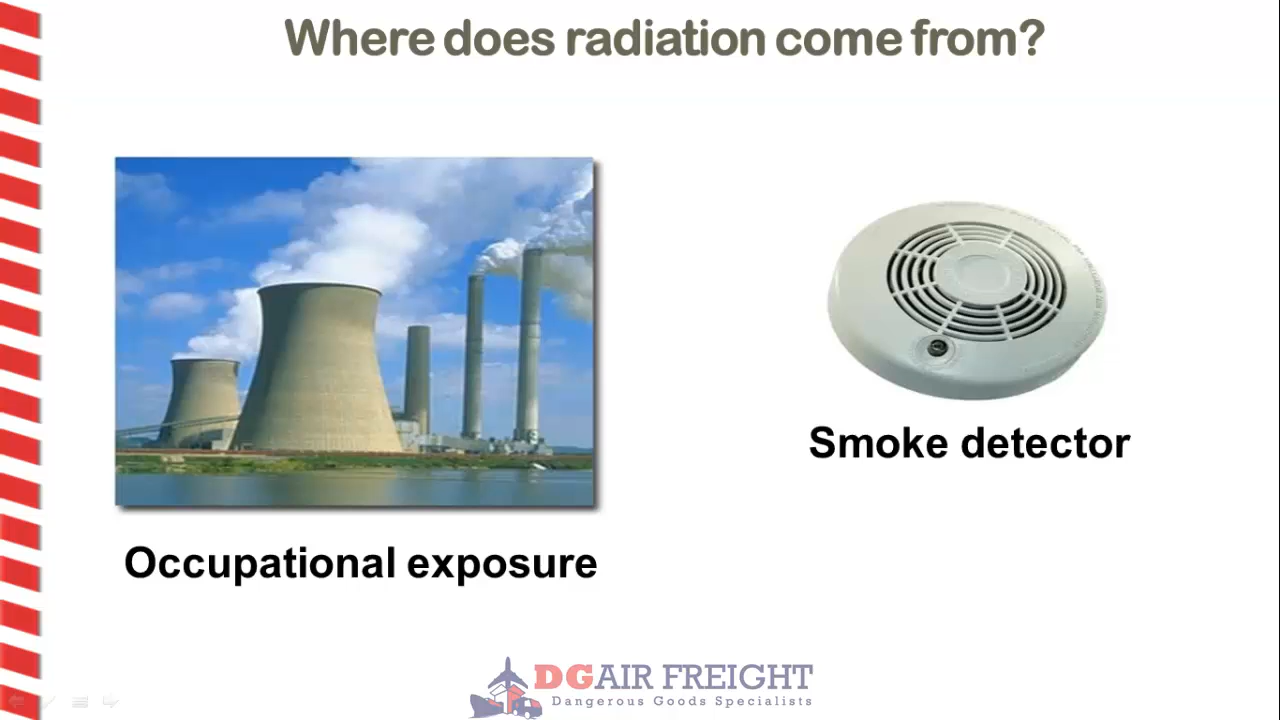 Where does radiation come from?
Smoke detector
Occupational exposure
DGAIR FREIGHT
Dangerous Goods Specialists